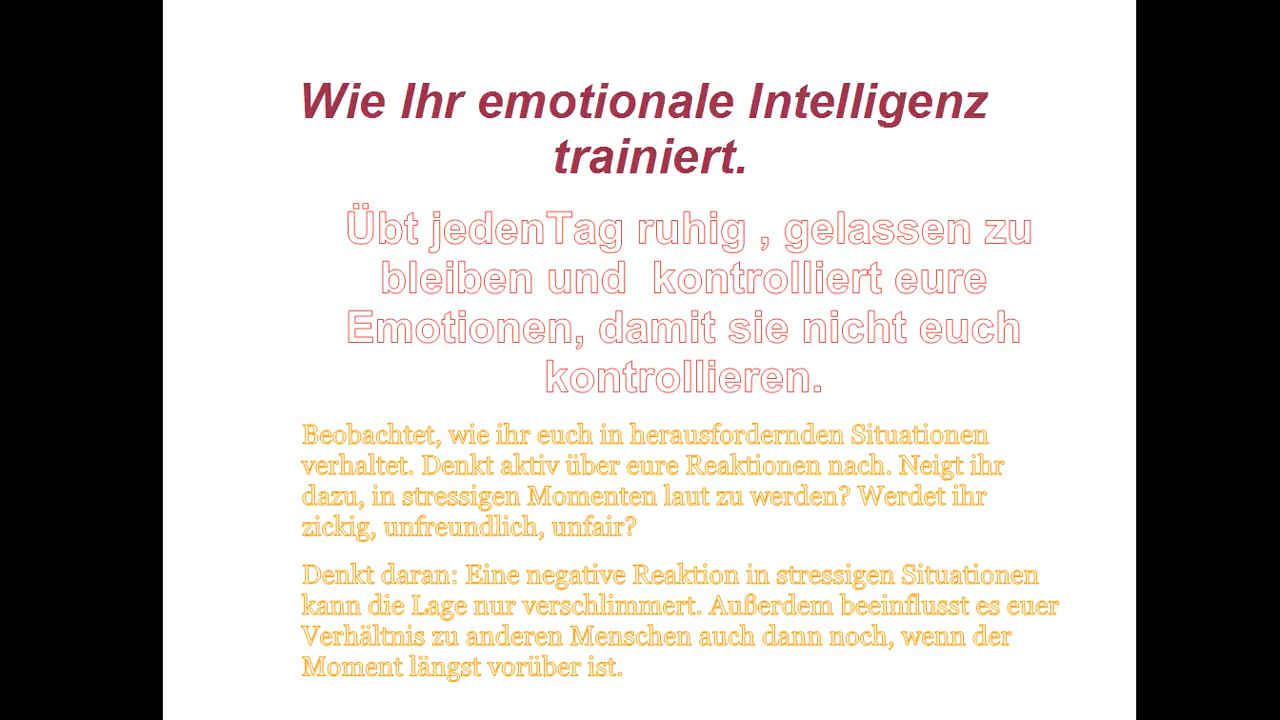 Wie Ihr emotionale Intelligenz
trainiert.
Übt jedenTag ruhig , gelassen zu
bleiben und  kontrolliert eure
Emotionen, damit sie nicht euch
kontrollieren.
Beobachtet, wie ihr euch in herausfordernden Situationen
verhaltet. Denkt aktiv über eure Reaktionen nach. Neigt ihr
dazu, in stressigen Momenten laut zu werden? Werdet ihr
zickig, unfreundlich, unfair?
Denkt daran: Eine negative Reaktion in stressigen Situationen
kann die Lage nur verschlimmert. Außerdem beeinflusst es euer
Verhältnis zu anderen Menschen auch dann noch, wenn der
Moment längst vorüber ist.